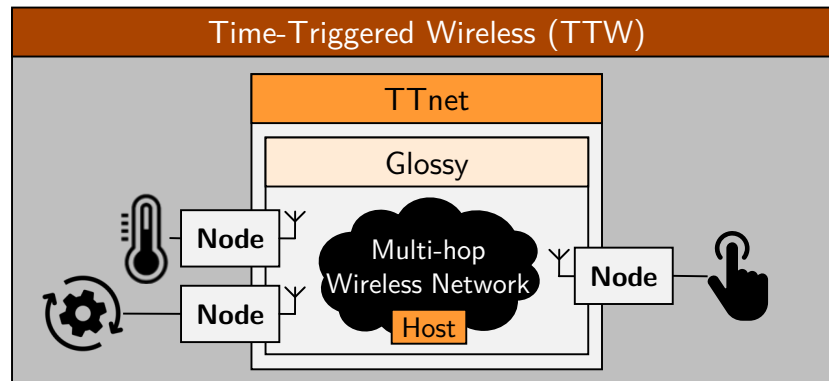 Time-Triggered Wireless (TTW)
TTnet
Glossy
Node
Multi-hop
Wireless Network
Node
Node
Host